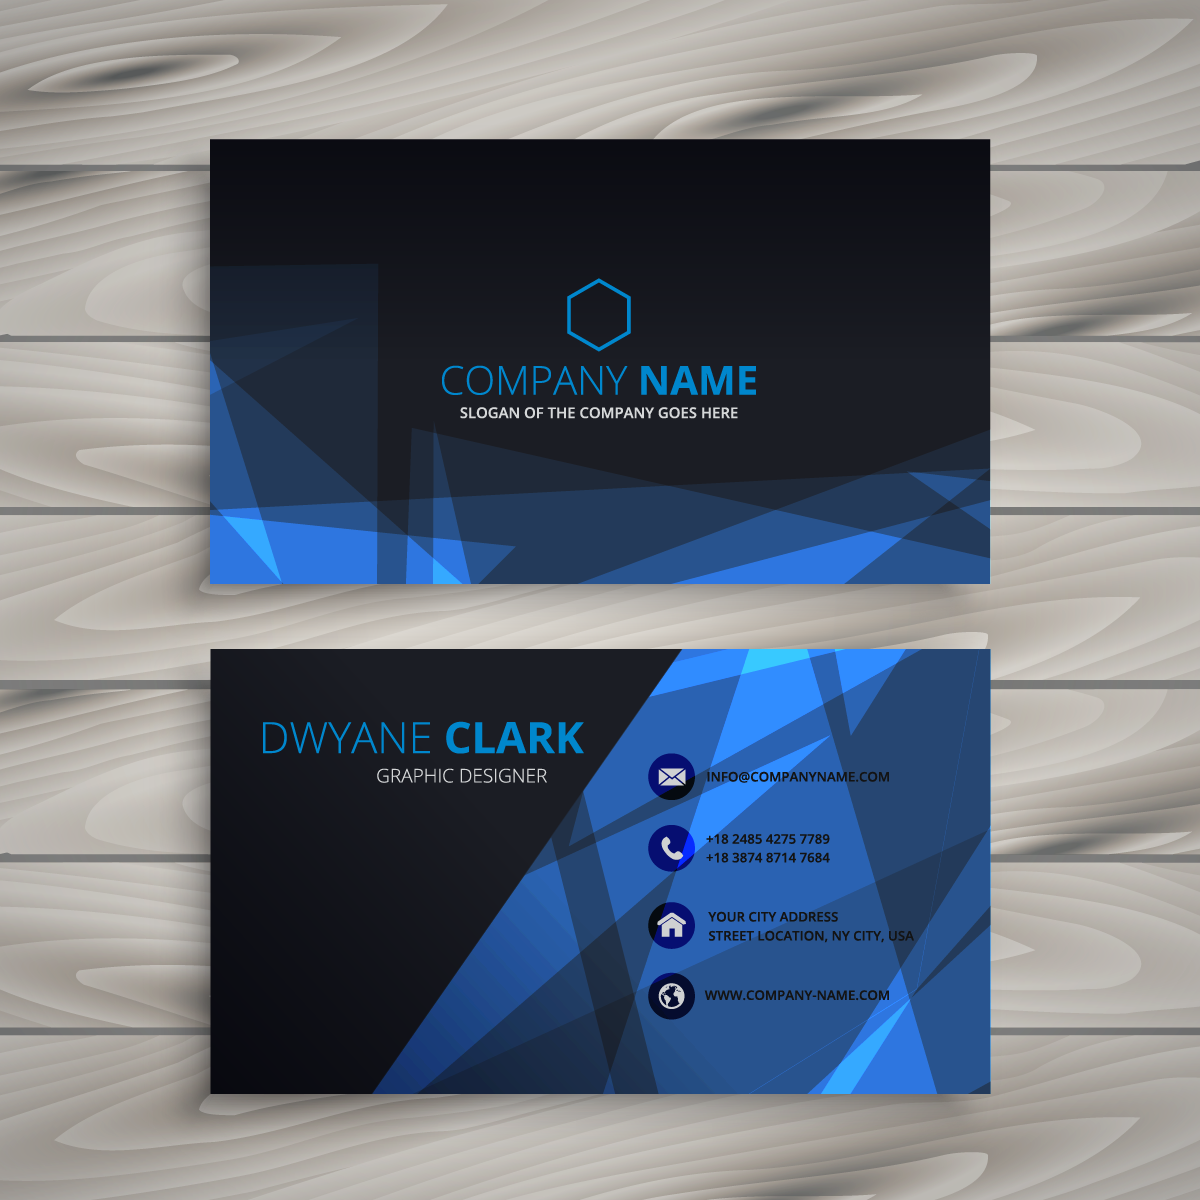 COMPANY NAME
SLOGAN OF THE COMPANY GOES HERE
DWYANE CLARK
GRAPHIC DESIGNER
INFO@COMPANYNAME.COM
+18 2485 4275 7789
+18 3874 8714 7684
YOUR CITY ADDRESS
STREET LOCATION, NY CITY, USA
WWW.COMPANY-NAME.COM